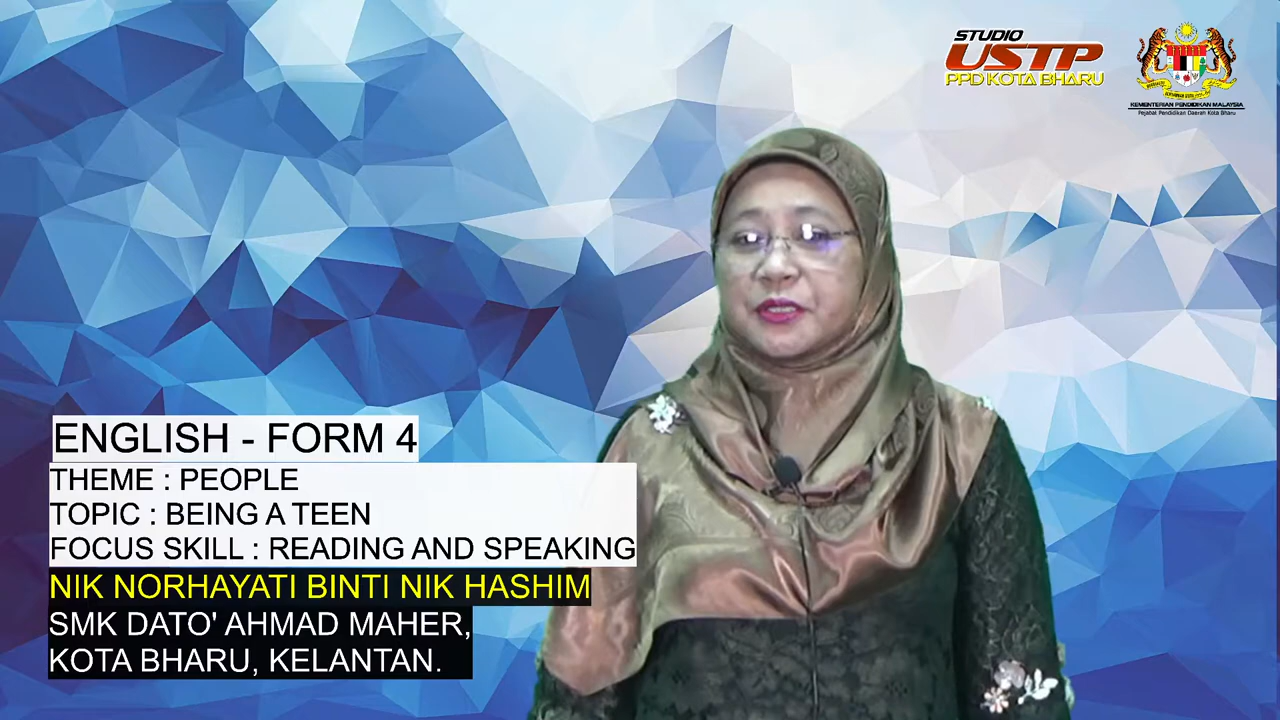 STUDIO
USTP
PPD KOTA BHARU
KEMENTERIAN PENDIDIKAN MALAYSIA
Pejabat Pendidikan Daerah Kota Bharu
ENGLISH - FORM 4
THEME : PEOPLE
TOPIC : BEING A TEEN
FOCUS SKILL : READING AND SPEAKING
NIK NORHAYATI BINTI NIK HASHIM
SMK DATO' AHMAD MAHER,
KOTA BHARU, KELANTAN.